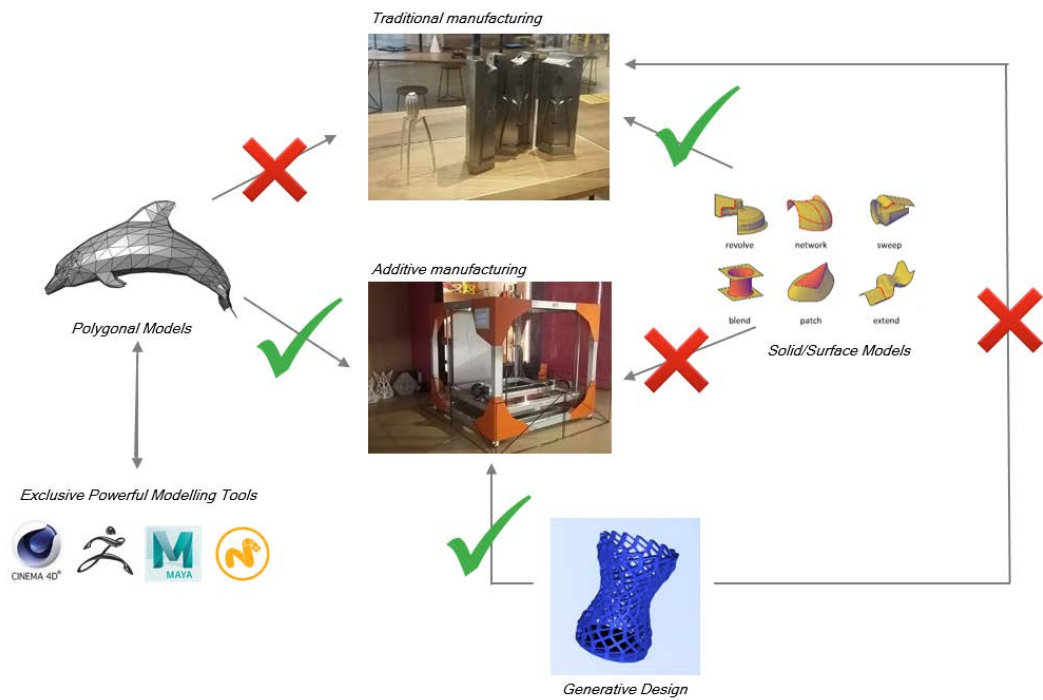 Traditional manufacturing
revolve
network
sweep
Additive manufacturing
blend
patch
extend
Polygonal Models
Solid/Surface Models
Exclusive Powerful Modelling Tools
CINEMA 4D®
M
MAYA
Generative Design